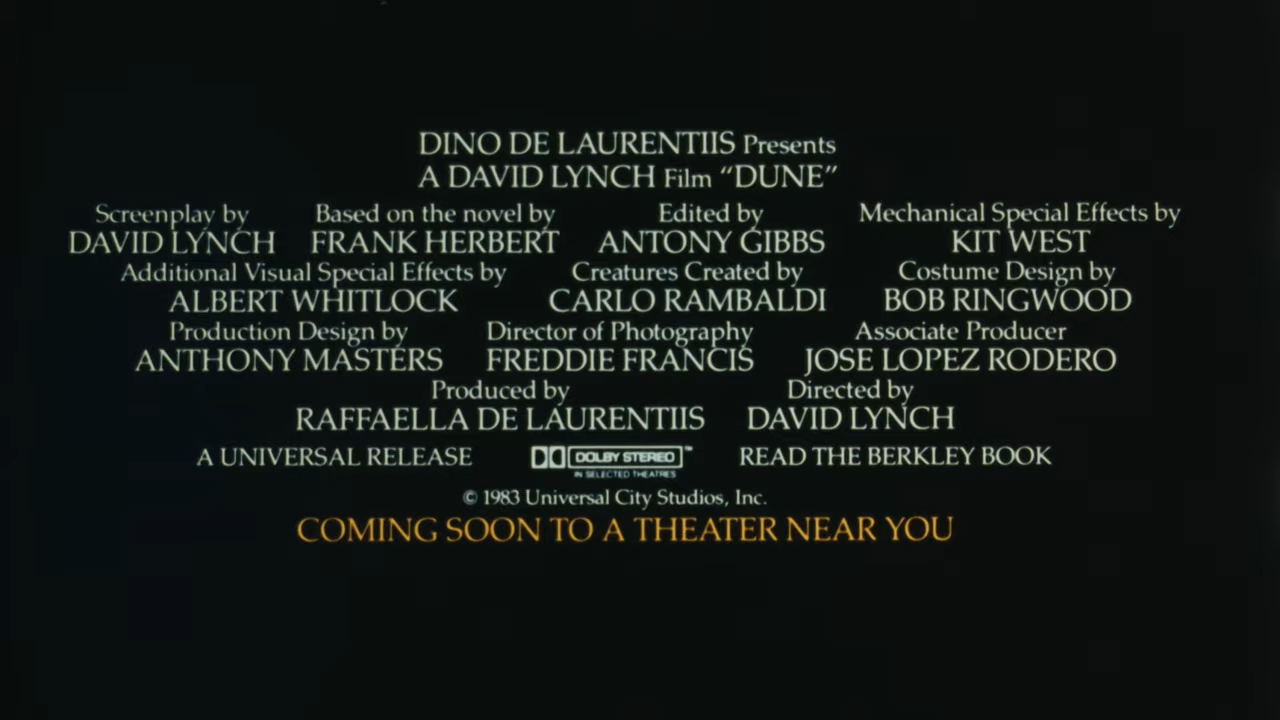 DINO DE LAURENTIIS Presents
A DAVID LYNCH Film “DUNE”
Screenplay by Based on the novel by Edited by Mechanical Special Effects by
DAVID LYNCH FRANK HERBERT ANTONY GIBBS KIT WEST
Additional Visual Special Effects by Creatures Created by Costume Design by
ALBERT WHITLOCK CARLO RAMBALDI BOB RINGWOOD
Production Design by Director of Photography Associate Producer
ANTHONY MASTERS FREDDIE FRANCIS JOSE LOPEZ RODERO
Produced by Directed by
RAFFAELLA DE LAURENTIIS DAVID LYNCH
A UNIVERSAL RELEASE DOLBY STEREO™ READ THE BERKLEY BOOK
IN SELECTED THEATRES
© 1983 Universal City Studios, Inc.
COMING SOON TO A THEATER NEAR YOU